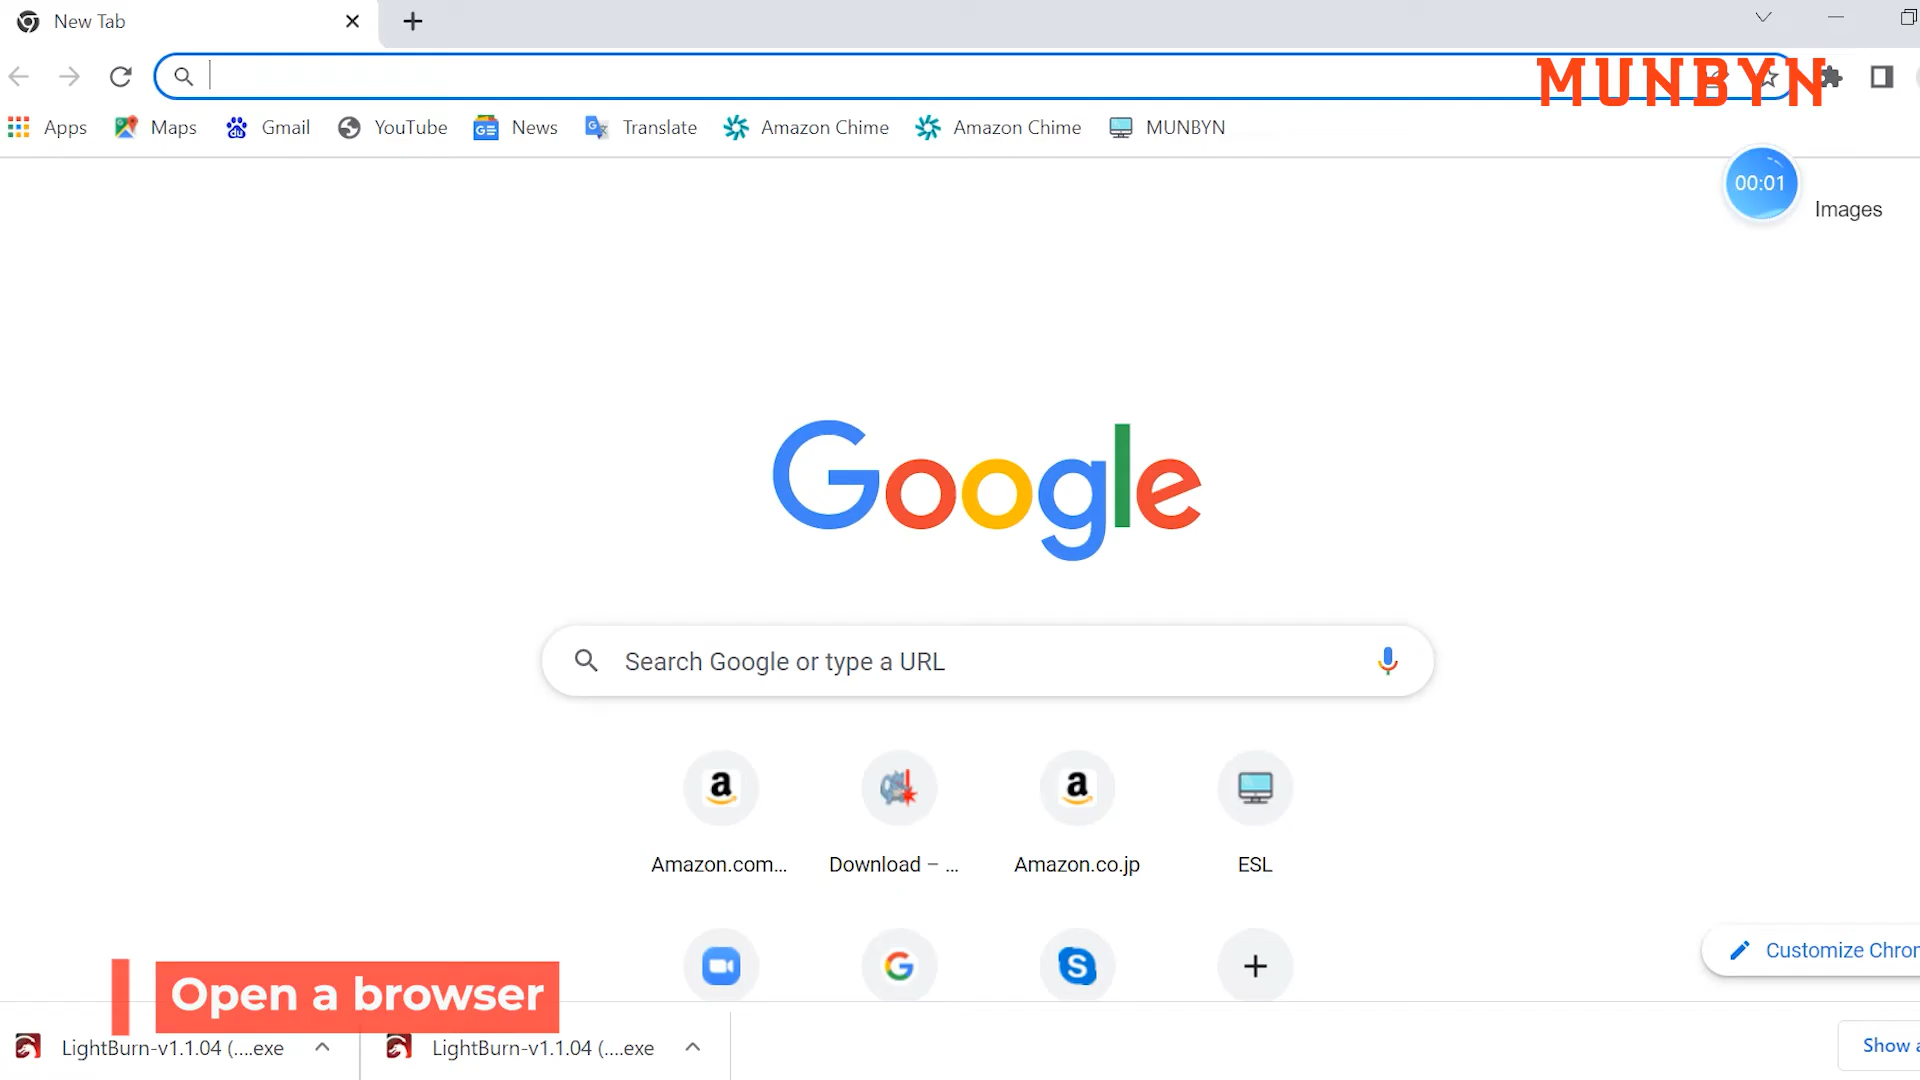 New Tab
MUNBYN
Apps
Maps
Gmail
YouTube
News
Translate
Amazon Chime
Amazon Chime
MUNBYN
00:01
Images
Google
Search Google or type a URL
Amazon.com...
Download – ...
Amazon.co.jp
ESL
Customize Chror
Open a browser
LightBurn-v1.1.04 (....exe
LightBurn-v1.1.04 (....exe
Show a